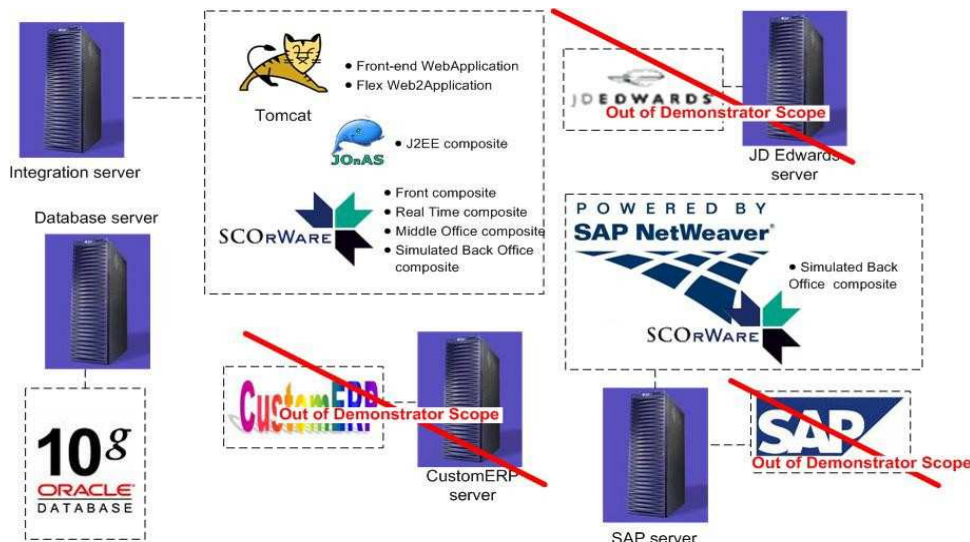 Integration server
Tomcat
• Front-end WebApplication
• Flex Web2Application
JOnAS
• J2EE composite
SCOrWare
• Front composite
• Real Time composite
• Middle Office composite
• Simulated Back Office
composite
JDEDWARDS
Out of Demonstrator Scope
JD Edwards
server
Database server
10g
ORACLE
DATABASE
POWERED BY
SAP NetWeaver®
• Simulated Back
Office composite
SCOrWare
CustomERP
Out of Demonstrator Scope
CustomERP
server
SAP
Out of Demonstrator Scope
SAP server